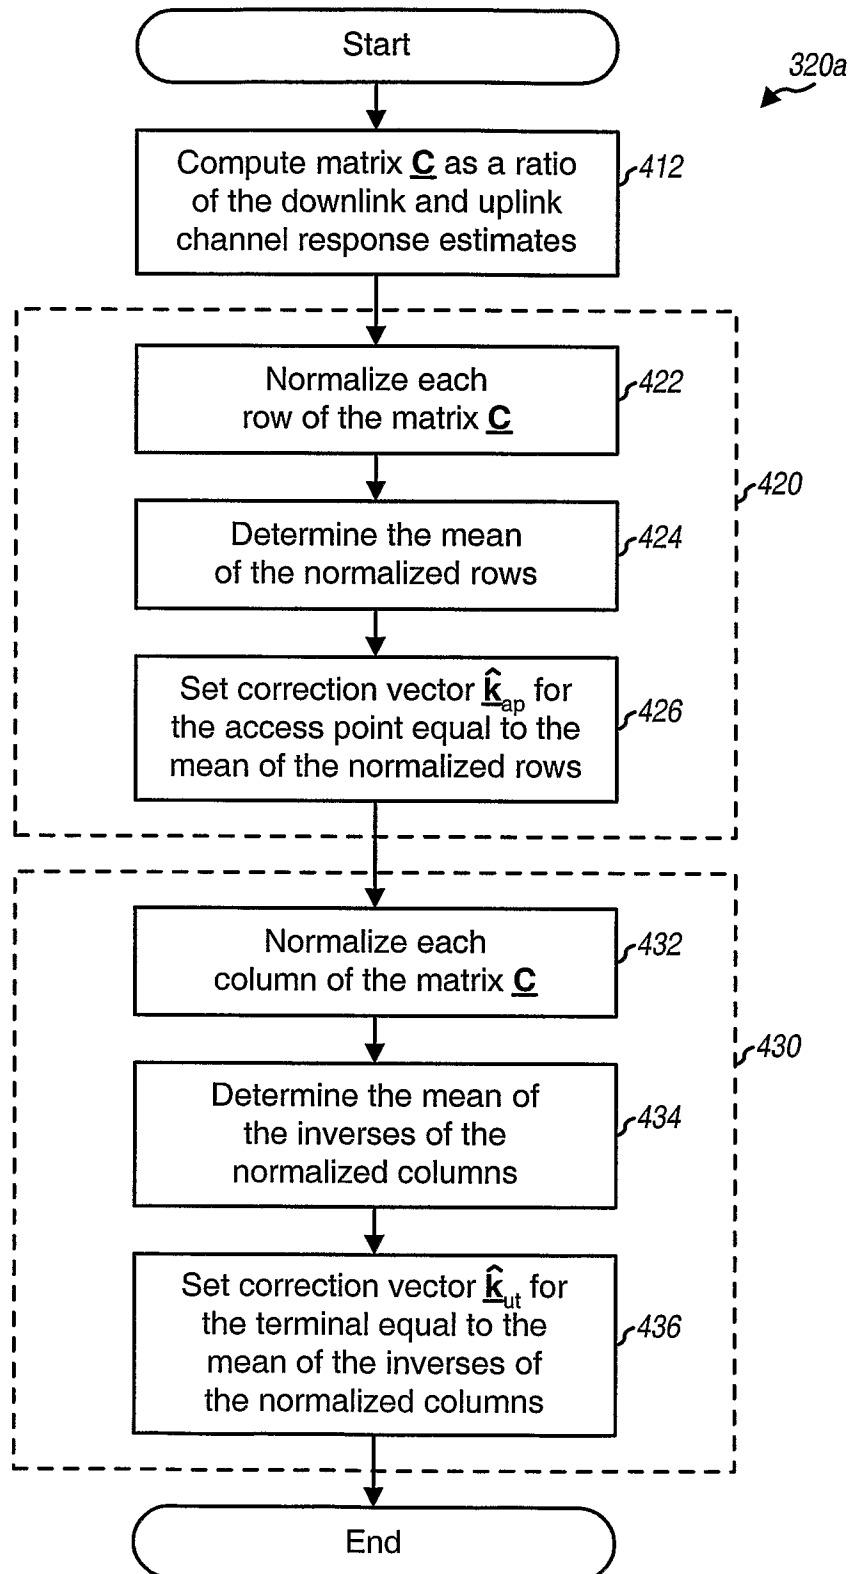 Start
320a
Compute matrix C as a ratio
of the downlink and uplink
channel response estimates
412
Normalize each
row of the matrix C
422
420
Determine the mean
of the normalized rows
424
Set correction vector k̂ap for
the access point equal to the
mean of the normalized rows
426
Normalize each
column of the matrix C
432
430
Determine the mean of
the inverses of the
normalized columns
434
Set correction vector k̂ut for
the terminal equal to the
mean of the inverses of
the normalized columns
436
End